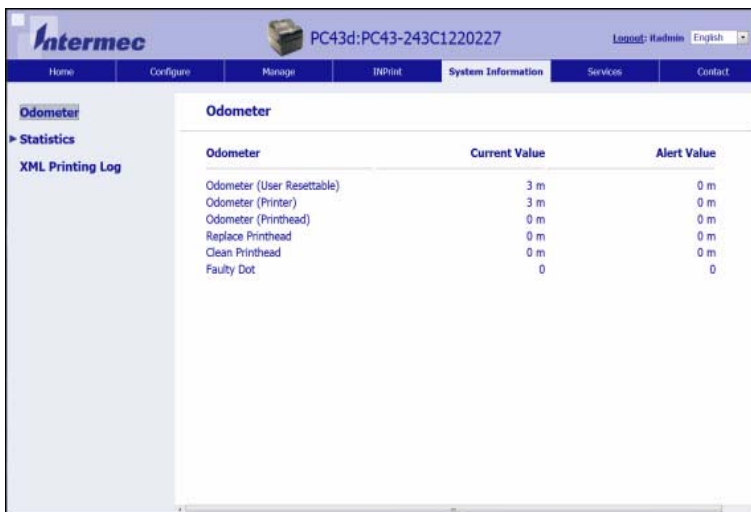 Intermec PC43d:PC43-243C1220227 Logout: itadmin English
Home Configure Manage INPrint System Information Services Contact
Odometer
Statistics
XML Printing Log
Odometer
Odometer Current Value Alert Value
Odometer (User Resettable) 3 m 0 m
Odometer (Printer) 3 m 0 m
Odometer (Printhead) 0 m 0 m
Replace Printhead 0 m 0 m
Clean Printhead 0 m 0 m
Faulty Dot 0 0